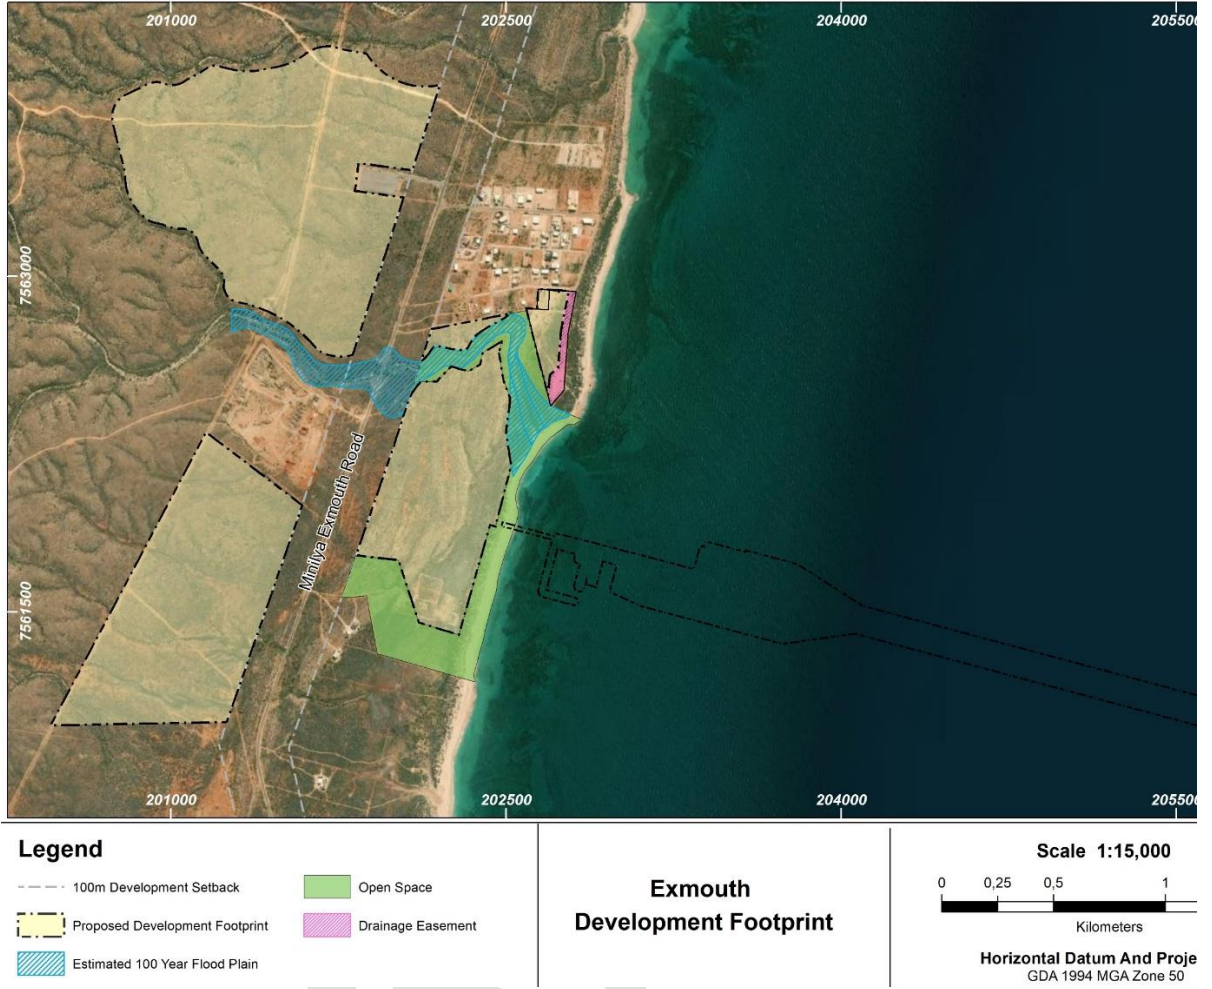 201000 202500 204000 205500
7563000
Minilya Exmouth Road
7561500
201000 202500 204000 205500
Legend
100m Development Setback
Proposed Development Footprint
Estimated 100 Year Flood Plain
Open Space
Drainage Easement
Exmouth
Development Footprint
Scale 1:15,000
0 0,25 0,5 1
Kilometers
Horizontal Datum And Proje
GDA 1994 MGA Zone 50